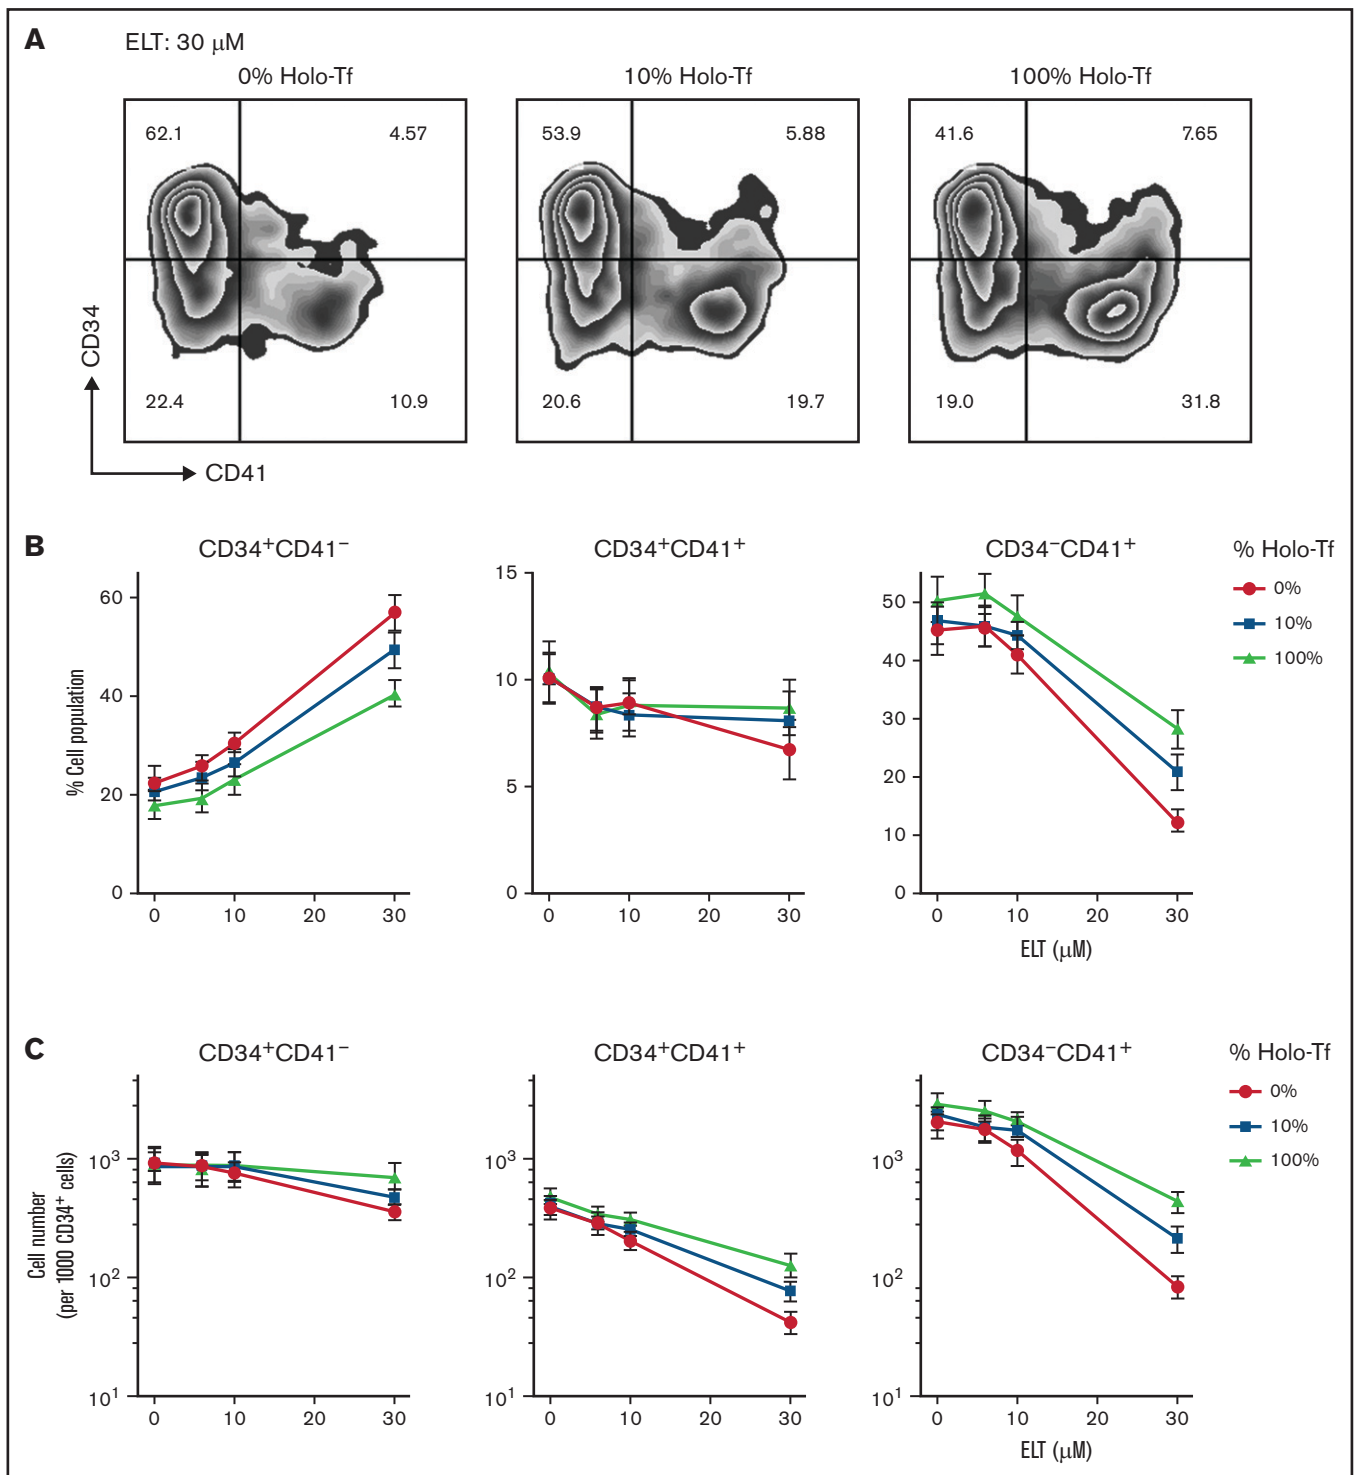 A
ELT: 30 μM
0% Holo-Tf 10% Holo-Tf 100% Holo-Tf
62.1 4.57 53.9 5.88 41.6 7.65
22.4 10.9 20.6 19.7 19.0 31.8
CD34
CD41
B
CD34⁺CD41⁻ CD34⁺CD41⁺ CD34⁻CD41⁺
% Holo-Tf
0%
10%
100%
% Cell population
60
40
20
0
0 10 20 30
15
10
5
0
0 10 20 30
50
40
30
20
10
0
0 10 20 30
ELT (μM)
C
CD34⁺CD41⁻ CD34⁺CD41⁺ CD34⁻CD41⁺
% Holo-Tf
0%
10%
100%
Cell number
(per 1000 CD34⁺ cells)
10³
10²
10¹
0 10 20 30
10³
10²
10¹
0 10 20 30
10³
10²
10¹
0 10 20 30
ELT (μM)